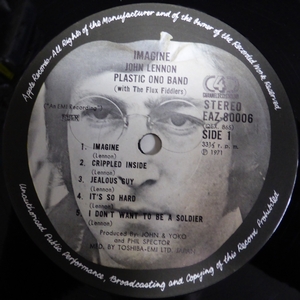 Apple Records · All Rights of the Manufacturer and of the Owner of the Recorded Work Reserved
IMAGINE
JOHN LENNON
PLASTIC ONO BAND
(with The Flux Fiddlers)
STEREO
EAZ-80006
SIDE 1
33⅓ r.p.m.
℗ 1971
1. IMAGINE
(Lennon)
2. CRIPPLED INSIDE
(Lennon)
3. JEALOUS GUY
(Lennon)
4. IT'S SO HARD
(Lennon)
5. I DON'T WANT TO BE A SOLDIER
(Lennon)
Produced by: JOHN & YOKO
and PHIL SPECTOR
MFD. BY TOSHIBA-EMI LTD.
Unauthorised Public Performance, Broadcasting and Copying of this Record Prohibited